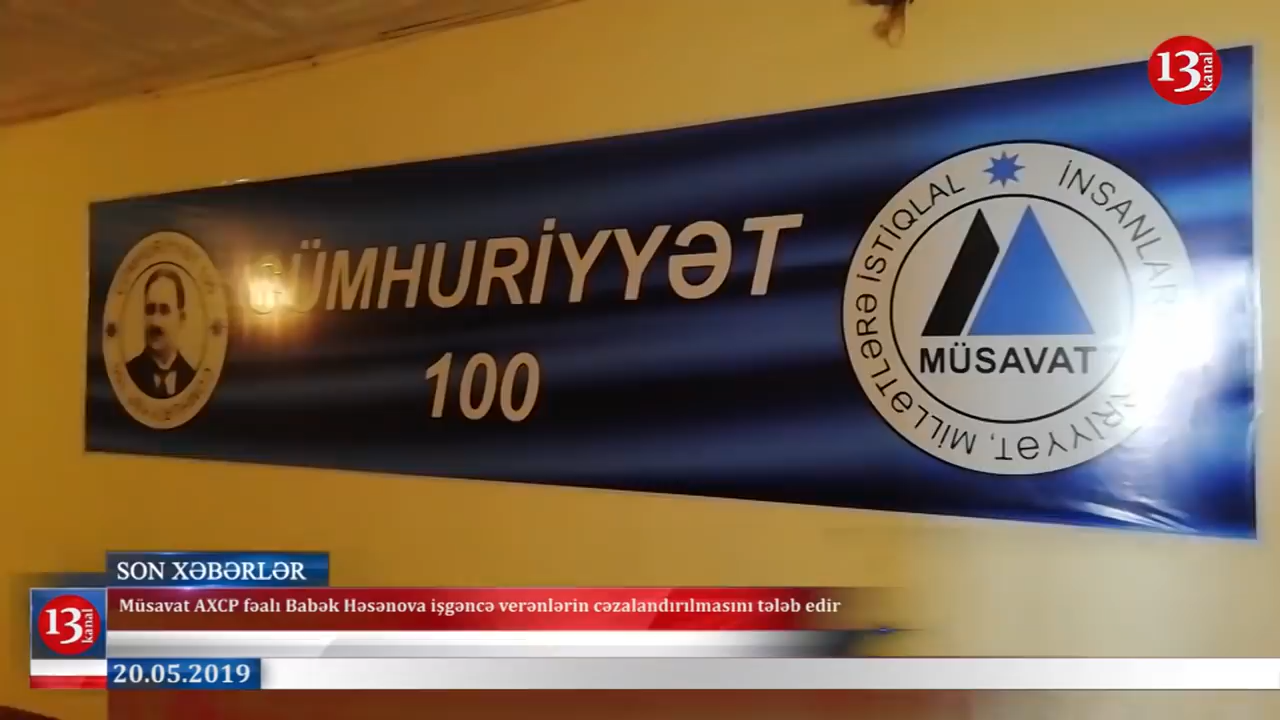 13 kanal
CÜMHURİYYƏT
100
MİLLƏTLƏRƏ İSTİQLAL
İNSANLARA
MÜSAVAT
SON XƏBƏRLƏR
Müsavat AXCP fəalı Babək Həsənova işgəncə verənlərin cəzalandırılmasını tələb edir
13 kanal
20.05.2019